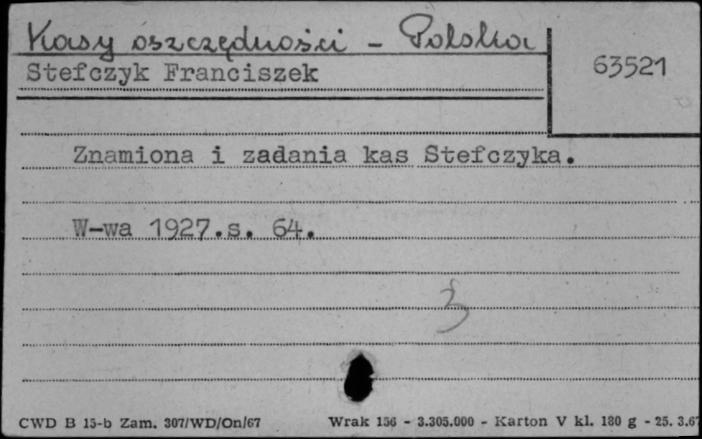 Kasy oszczędności - Polska
63521
Stefczyk Franciszek
Znamiona i zadania kas Stefczyka.
W-wa 1927.s. 64.
3
CWD B 15-b Zam. 307/WD/On/67 Wrak 156 - 3.305.000 - Karton V kl. 180 g - 25. 3.67